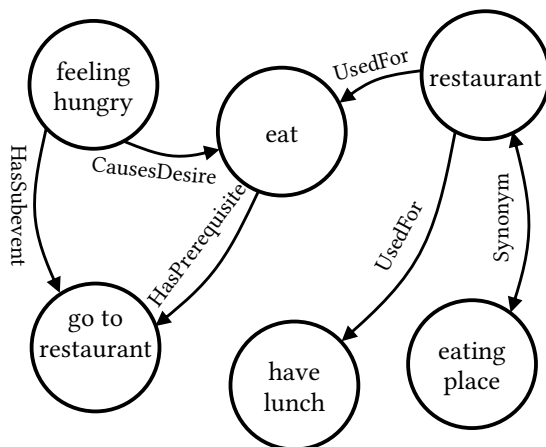 feeling
hungry
UsedFor
restaurant
eat
CausesDesire
HasSubevent
HasPrerequisite
UsedFor
Synonym
go to
restaurant
have
lunch
eating
place